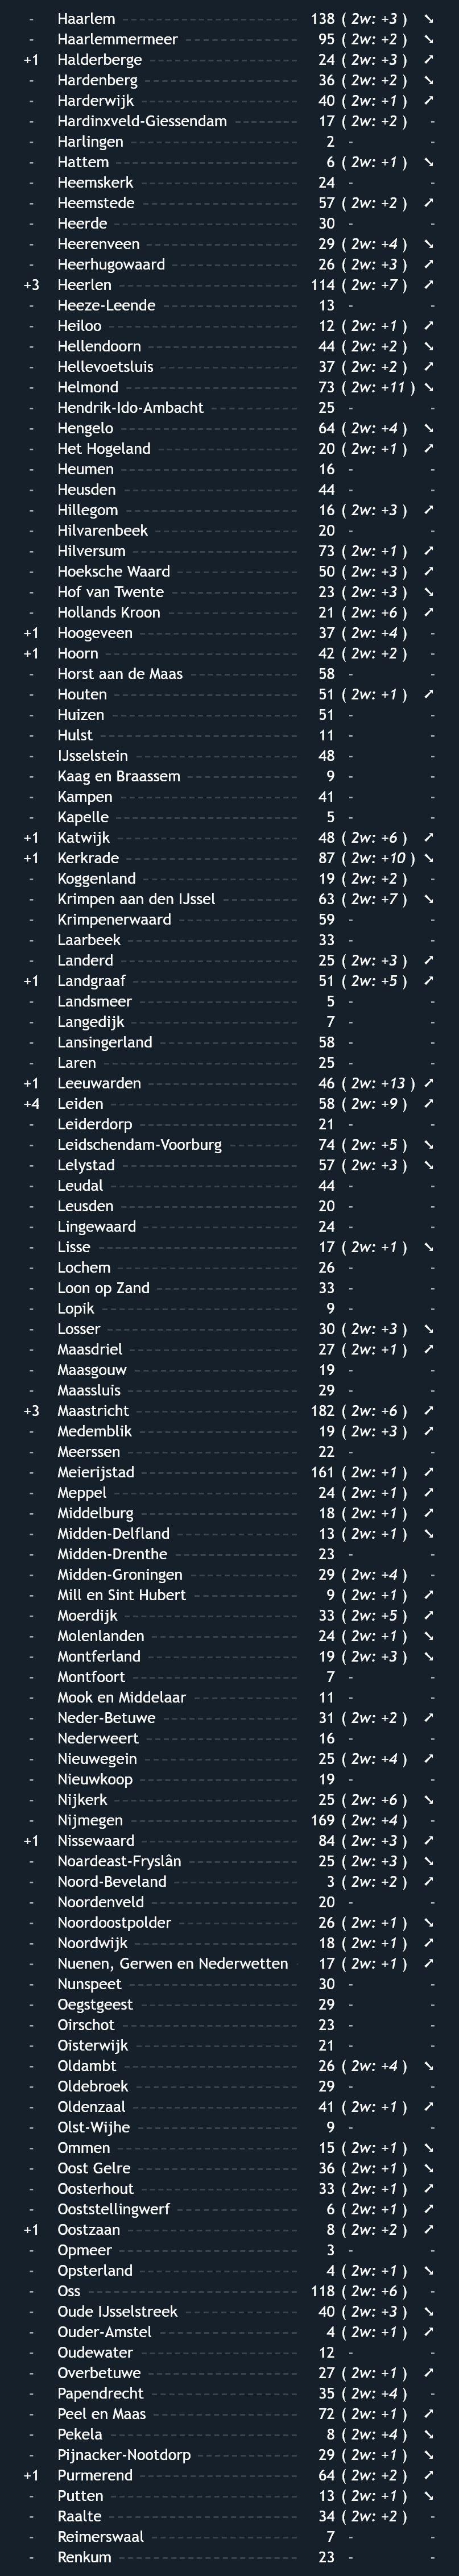 - Haarlem 138 ( 2w: +3 ) ↘
- Haarlemmermeer 95 ( 2w: +2 ) ↘
+1 Halderberge 24 ( 2w: +3 ) ↗
- Hardenberg 36 ( 2w: +2 ) ↘
- Harderwijk 40 ( 2w: +1 ) ↗
- Hardinxveld-Giessendam 17 ( 2w: +2 ) -
- Harlingen 2 - -
- Hattem 6 ( 2w: +1 ) ↘
- Heemskerk 24 - -
- Heemstede 57 ( 2w: +2 ) ↗
- Heerde 30 - -
- Heerenveen 29 ( 2w: +4 ) ↘
- Heerhugowaard 26 ( 2w: +3 ) ↗
+3 Heerlen 114 ( 2w: +7 ) ↗
- Heeze-Leende 13 - -
- Heiloo 12 ( 2w: +1 ) ↗
- Hellendoorn 44 ( 2w: +2 ) ↘
- Hellevoetsluis 37 ( 2w: +2 ) ↗
- Helmond 73 ( 2w: +11 ) ↘
- Hendrik-Ido-Ambacht 25 - -
- Hengelo 64 ( 2w: +4 ) ↘
- Het Hogeland 20 ( 2w: +1 ) ↗
- Heumen 16 - -
- Heusden 44 - -
- Hillegom 16 ( 2w: +3 ) ↗
- Hilvarenbeek 20 - -
- Hilversum 73 ( 2w: +1 ) ↗
- Hoeksche Waard 50 ( 2w: +3 ) ↗
- Hof van Twente 23 ( 2w: +3 ) ↘
- Hollands Kroon 21 ( 2w: +6 ) ↗
+1 Hoogeveen 37 ( 2w: +4 ) -
+1 Hoorn 42 ( 2w: +2 ) -
- Horst aan de Maas 58 - -
- Houten 51 ( 2w: +1 ) ↗
- Huizen 51 - -
- Hulst 11 - -
- IJsselstein 48 - -
- Kaag en Braassem 9 - -
- Kampen 41 - -
- Kapelle 5 - -
+1 Katwijk 48 ( 2w: +6 ) ↗
+1 Kerkrade 87 ( 2w: +10 ) ↘
- Koggenland 19 ( 2w: +2 ) -
- Krimpen aan den IJssel 63 ( 2w: +7 ) ↘
- Krimpenerwaard 59 - -
- Laarbeek 33 - -
- Landerd 25 ( 2w: +3 ) ↗
+1 Landgraaf 51 ( 2w: +5 ) ↗
- Landsmeer 5 - -
- Langedijk 7 - -
- Lansingerland 58 - -
- Laren 25 - -
+1 Leeuwarden 46 ( 2w: +13 ) ↗
+4 Leiden 58 ( 2w: +9 ) ↗
- Leiderdorp 21 - -
- Leidschendam-Voorburg 74 ( 2w: +5 ) ↘
- Lelystad 57 ( 2w: +3 ) ↘
- Leudal 44 - -
- Leusden 20 - -
- Lingewaard 24 - -
- Lisse 17 ( 2w: +1 ) ↘
- Lochem 26 - -
- Loon op Zand 33 - -
- Lopik 9 - -
- Losser 30 ( 2w: +3 ) ↘
- Maasdriel 27 ( 2w: +1 ) ↗
- Maasgouw 19 - -
- Maassluis 29 - -
+3 Maastricht 182 ( 2w: +6 ) ↗
- Medemblik 19 ( 2w: +3 ) ↗
- Meerssen 22 - -
- Meierijstad 161 ( 2w: +1 ) ↗
- Meppel 24 ( 2w: +1 ) ↗
- Middelburg 18 ( 2w: +1 ) ↗
- Midden-Delfland 13 ( 2w: +1 ) ↘
- Midden-Drenthe 23 - -
- Midden-Groningen 29 ( 2w: +4 ) -
- Mill en Sint Hubert 9 ( 2w: +1 ) ↗
- Moerdijk 33 ( 2w: +5 ) ↗
- Molenlanden 24 ( 2w: +1 ) ↘
- Montferland 19 ( 2w: +3 ) ↘
- Montfoort 7 - -
- Mook en Middelaar 11 - -
- Neder-Betuwe 31 ( 2w: +2 ) ↗
- Nederweert 16 - -
- Nieuwegein 25 ( 2w: +4 ) ↗
- Nieuwkoop 19 - -
- Nijkerk 25 ( 2w: +6 ) ↘
- Nijmegen 169 ( 2w: +4 ) -
+1 Nissewaard 84 ( 2w: +3 ) ↗
- Noardeast-Fryslân 25 ( 2w: +3 ) ↘
- Noord-Beveland 3 ( 2w: +2 ) ↗
- Noordenveld 20 - -
- Noordoostpolder 26 ( 2w: +1 ) ↘
- Noordwijk 18 ( 2w: +1 ) ↗
- Nuenen, Gerwen en Nederwetten 17 ( 2w: +1 ) ↗
- Nunspeet 30 - -
- Oegstgeest 29 - -
- Oirschot 23 - -
- Oisterwijk 21 - -
- Oldambt 26 ( 2w: +4 ) ↘
- Oldebroek 29 - -
- Oldenzaal 41 ( 2w: +1 ) ↗
- Olst-Wijhe 9 - -
- Ommen 15 ( 2w: +1 ) ↘
- Oost Gelre 36 ( 2w: +1 ) ↘
- Oosterhout 33 ( 2w: +1 ) ↗
- Ooststellingwerf 6 ( 2w: +1 ) ↗
+1 Oostzaan 8 ( 2w: +2 ) ↗
- Opmeer 3 - -
- Opsterland 4 ( 2w: +1 ) ↘
- Oss 118 ( 2w: +6 ) -
- Oude IJsselstreek 40 ( 2w: +3 ) ↘
- Ouder-Amstel 4 ( 2w: +1 ) ↗
- Oudewater 12 - -
- Overbetuwe 27 ( 2w: +1 ) ↗
- Papendrecht 35 ( 2w: +4 ) -
- Peel en Maas 72 ( 2w: +1 ) ↗
- Pekela 8 ( 2w: +4 ) ↘
- Pijnacker-Nootdorp 29 ( 2w: +1 ) ↘
+1 Purmerend 64 ( 2w: +2 ) ↗
- Putten 13 ( 2w: +1 ) ↘
- Raalte 34 ( 2w: +2 ) -
- Reimerswaal 7 - -
- Renkum 23 - -